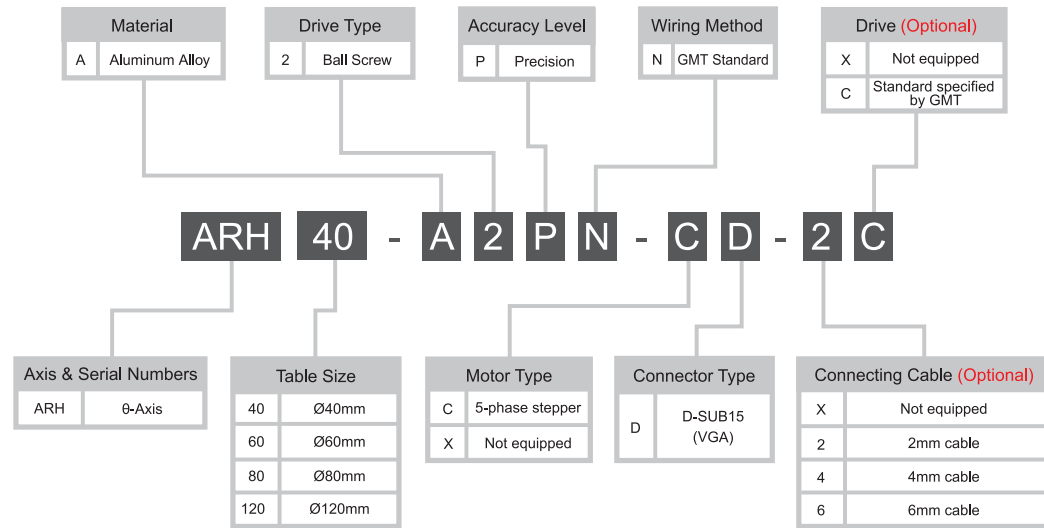 Material
A Aluminum Alloy
Drive Type
2 Ball Screw
Accuracy Level
P Precision
Wiring Method
N GMT Standard
Drive (Optional)
X Not equipped
C Standard specified
by GMT
ARH 40 - A 2 P N - C D - 2 C
Axis & Serial Numbers
ARH θ-Axis
Table Size
40 Ø40mm
60 Ø60mm
80 Ø80mm
120 Ø120mm
Motor Type
C 5-phase stepper
X Not equipped
Connector Type
D D-SUB15
(VGA)
Connecting Cable (Optional)
X Not equipped
2 2mm cable
4 4mm cable
6 6mm cable